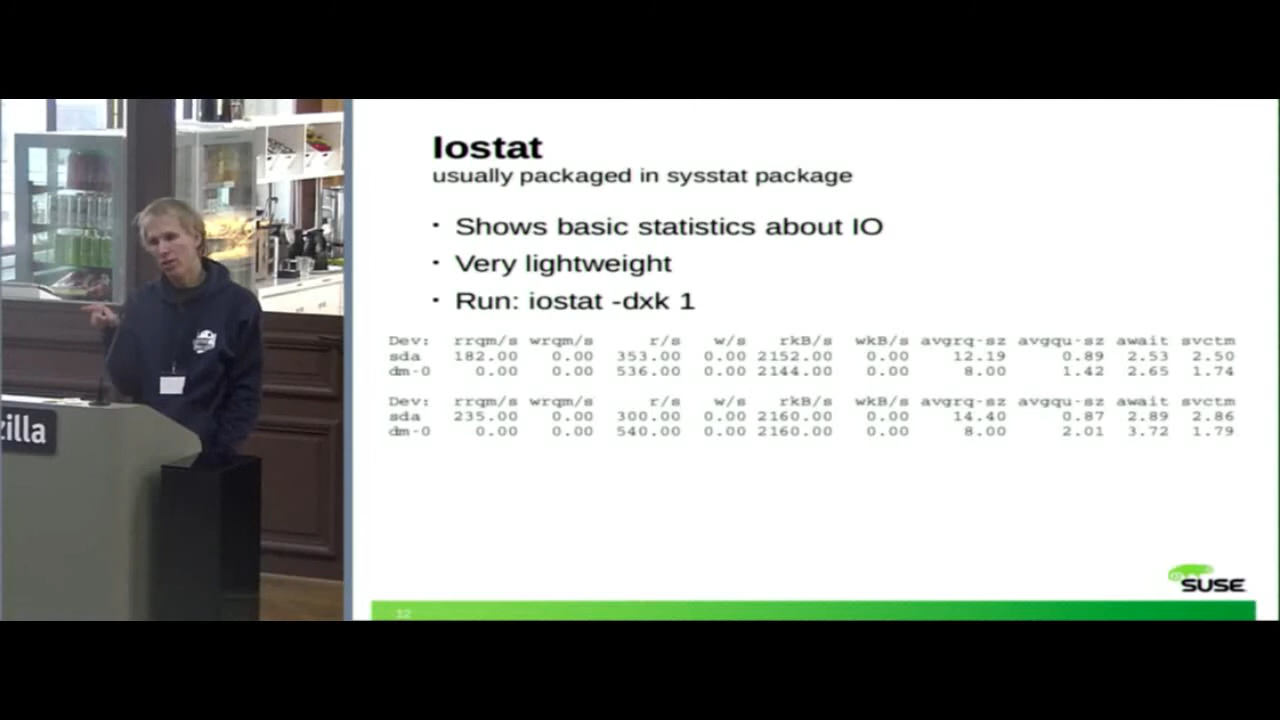 Iostat
usually packaged in sysstat package
· Shows basic statistics about IO
· Very lightweight
· Run: iostat -dxk 1
Dev: rrqm/s wrqm/s r/s w/s rkB/s wkB/s avgrq-sz avgqu-sz await svctm
sda 182.00 0.00 353.00 0.00 2152.00 0.00 12.19 0.89 2.53 2.50
dm-0 0.00 0.00 536.00 0.00 2144.00 0.00 8.00 1.42 2.65 1.74
Dev: rrqm/s wrqm/s r/s w/s rkB/s wkB/s avgrq-sz avgqu-sz await svctm
sda 235.00 0.00 300.00 0.00 2160.00 0.00 14.40 0.87 2.89 2.86
dm-0 0.00 0.00 540.00 0.00 2160.00 0.00 8.00 2.01 3.72 1.79
zilla
SUSE
12